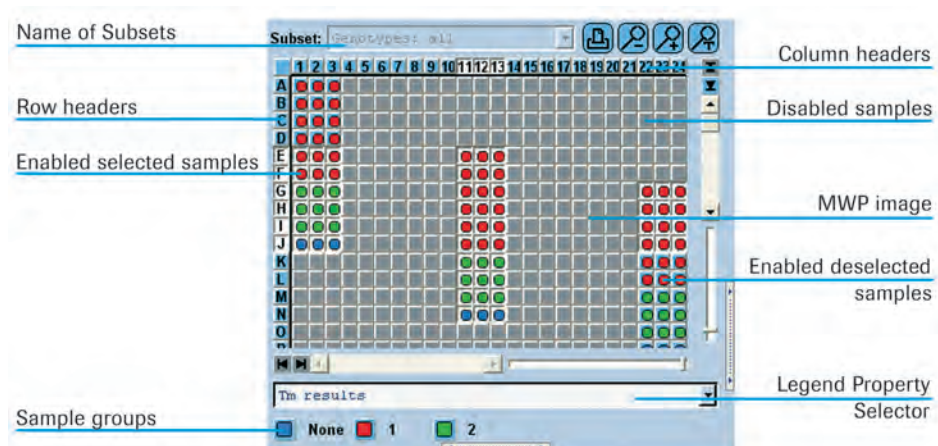 Name of Subsets
Subset: Genotypes: all
Column headers
1 2 3 4 5 6 7 8 9 10 11 12 13 14 15 16 17 18 19 20 21 22 23 24
A
B
Row headers
C
Disabled samples
D
Enabled selected samples
E
F
G
H
MWP image
I
J
K
Enabled deselected
samples
L
M
N
O
P
Tm results
Legend Property
Selector
Sample groups
None 1 2